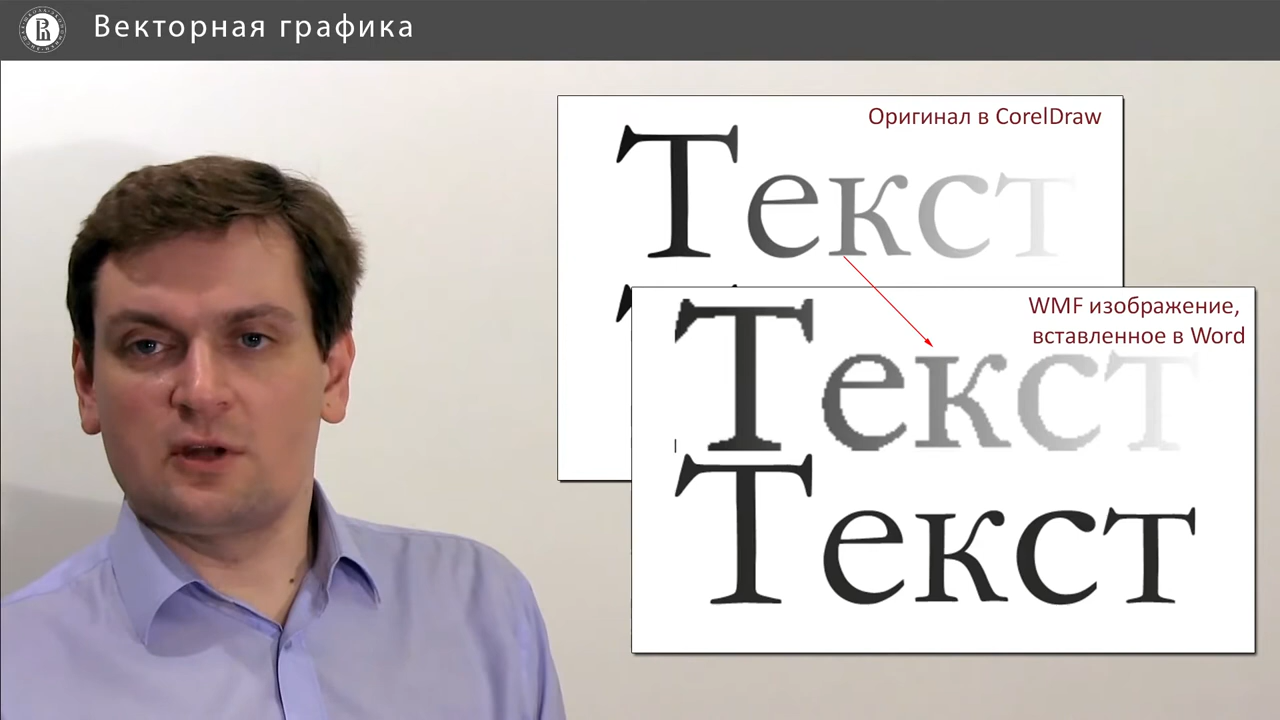 Векторная графика
Оригинал в CorelDraw
Текст
WMF изображение,
вставленное в Word
Текст
Текст